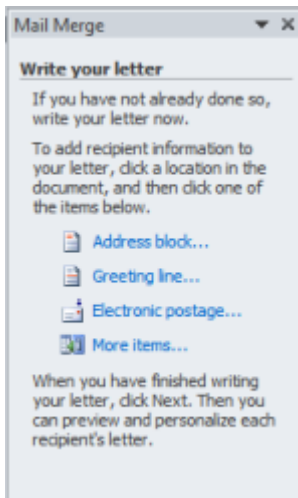 Mail Merge
Write your letter
If you have not already done so,
write your letter now.
To add recipient information to
your letter, click a location in the
document, and then click one of
the items below.
Address block...
Greeting line...
Electronic postage...
More items...
When you have finished writing
your letter, click Next. Then you
can preview and personalize each
recipient's letter.